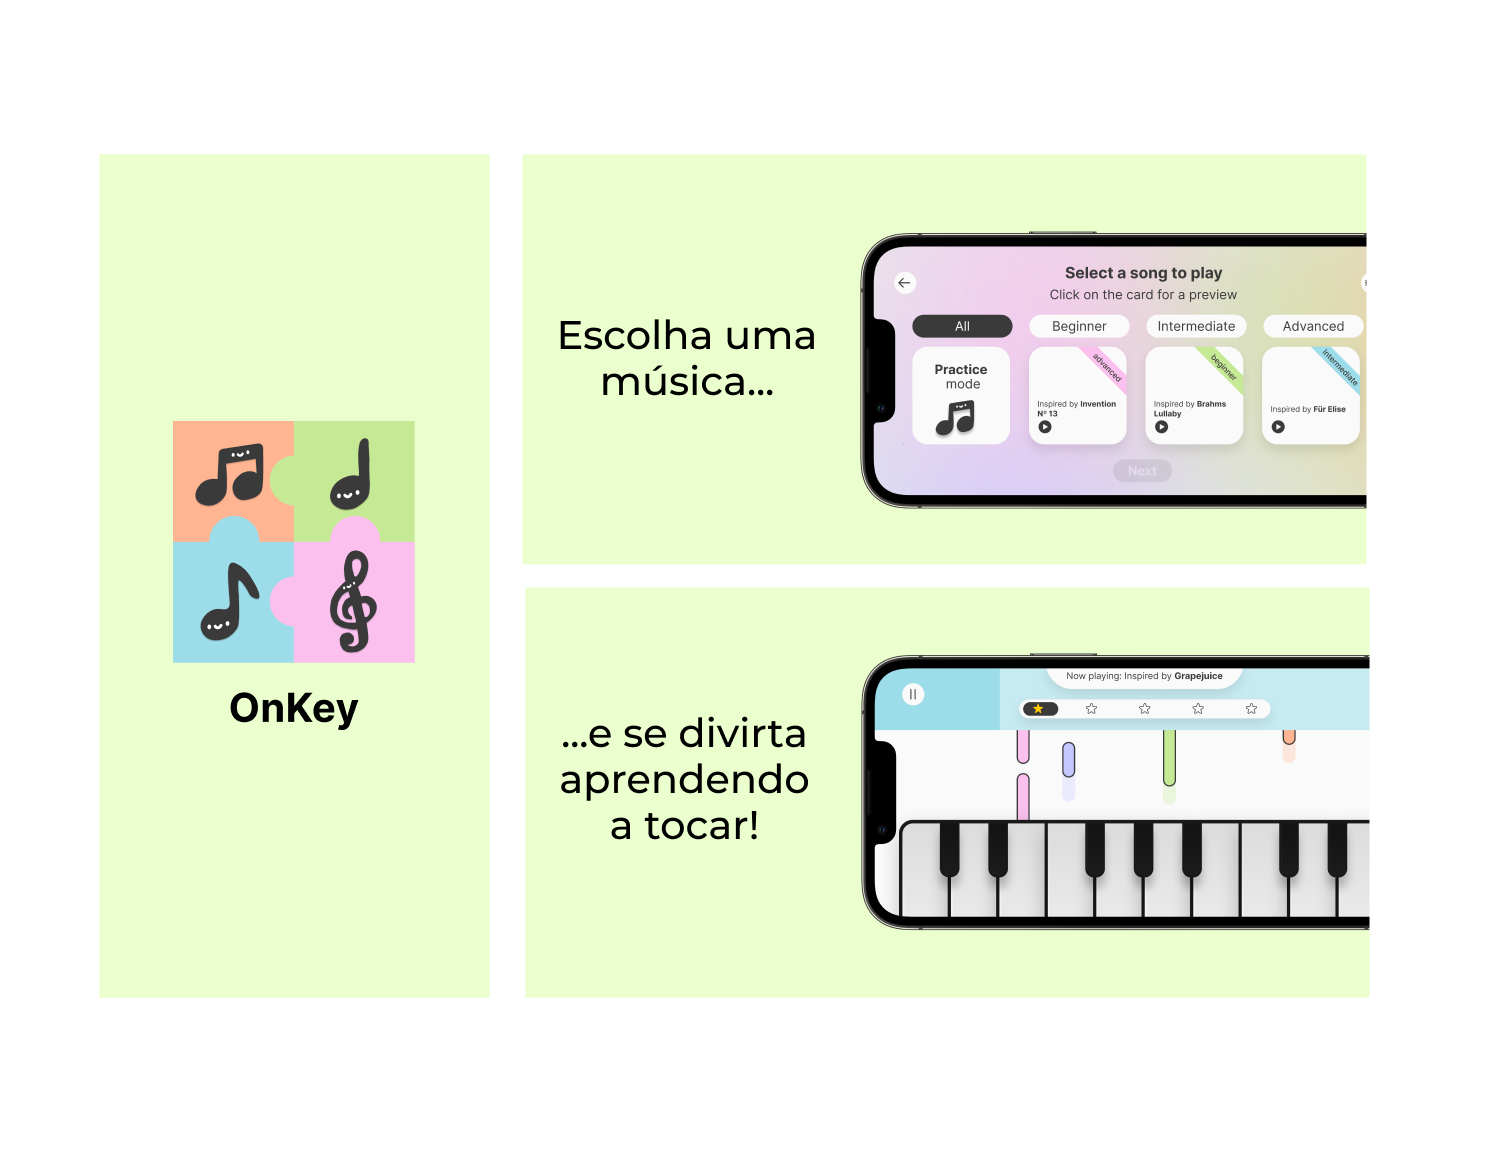 OnKey
Escolha uma
música...
Select a song to play
Click on the card for a preview
All
Beginner
Intermediate
Advanced
Practice
mode
advanced
Inspired by Invention
Nº 13
beginner
Inspired by Brahms
Lullaby
intermediate
Inspired by Für Elise
Next
...e se divirta
aprendendo
a tocar!
Now playing: Inspired by Grapejuice